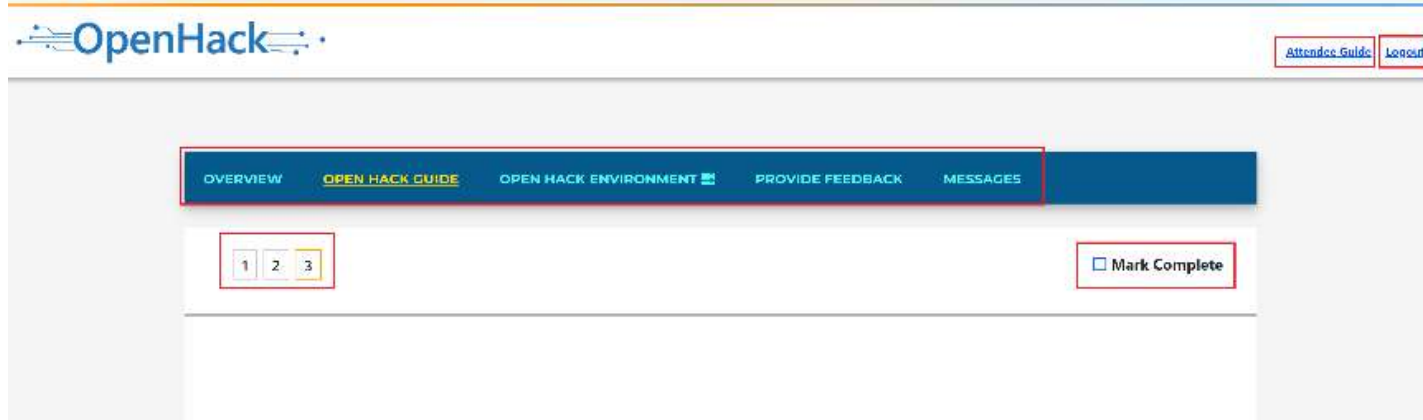 OpenHack
Attendee Guide Logout
OVERVIEW OPEN HACK GUIDE OPEN HACK ENVIRONMENT PROVIDE FEEDBACK MESSAGES
1 2 3 Mark Complete